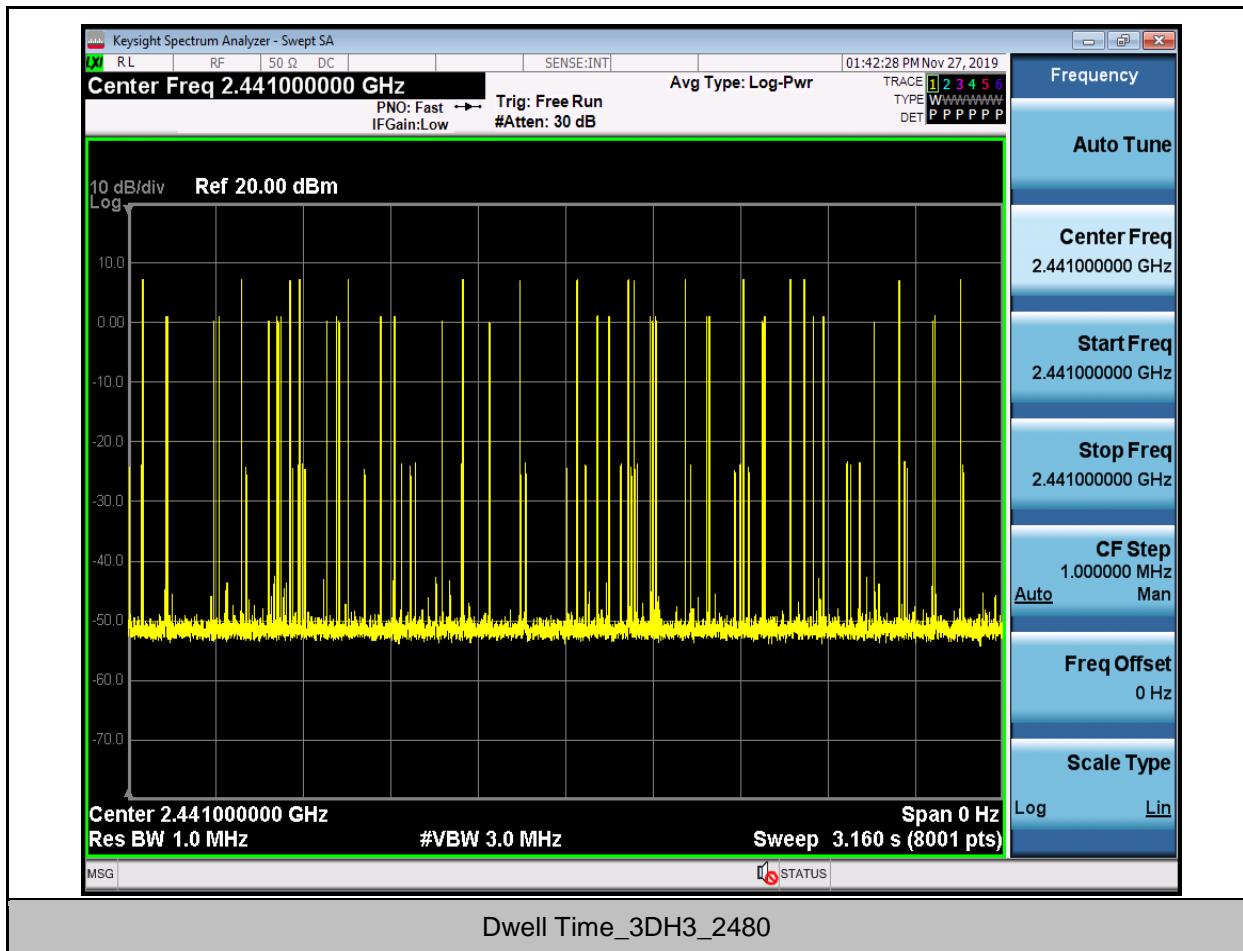 Keysight Spectrum Analyzer - Swept SA
LXI RL RF 50 Ω DC SENSE:INT 01:42:28 PM Nov 27, 2019
Center Freq 2.441000000 GHz
PNO: Fast
IFGain:Low
Trig: Free Run
#Atten: 30 dB
Avg Type: Log-Pwr
TRACE 1 2 3 4 5 6
TYPE WWWWWW
DET P P P P P P
10 dB/div
Log
Ref 20.00 dBm
10.0
0.00
-10.0
-20.0
-30.0
-40.0
-50.0
-60.0
-70.0
Center 2.441000000 GHz
Span 0 Hz
Res BW 1.0 MHz
#VBW 3.0 MHz
Sweep 3.160 s (8001 pts)
MSG
STATUS
Frequency
Auto Tune
Center Freq
2.441000000 GHz
Start Freq
2.441000000 GHz
Stop Freq
2.441000000 GHz
CF Step
1.000000 MHz
Auto Man
Freq Offset
0 Hz
Scale Type
Log Lin
Dwell Time_3DH3_2480